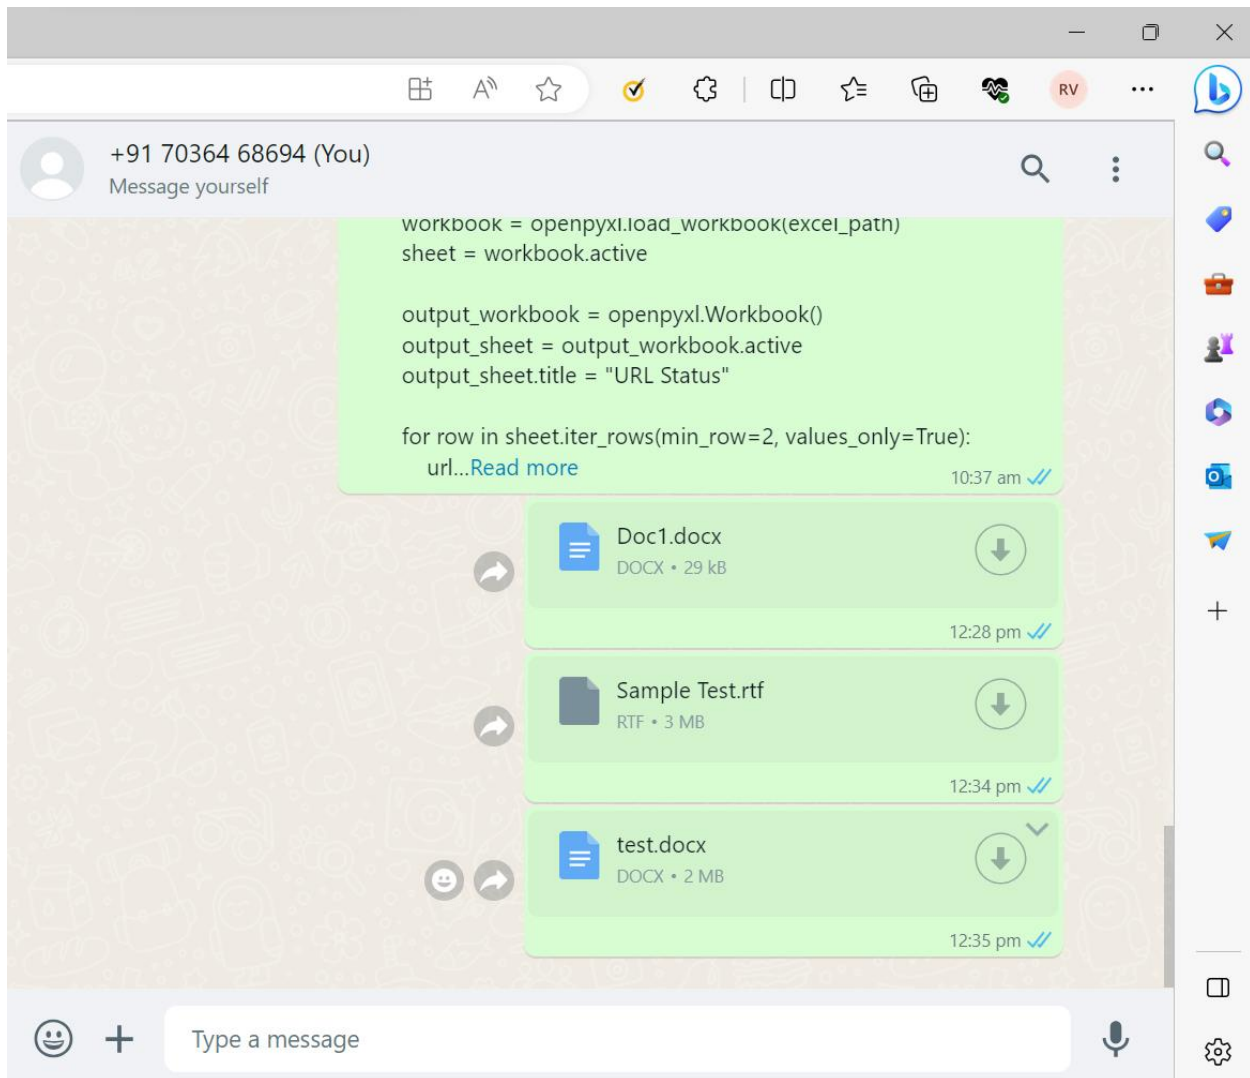 RV
+91 70364 68694 (You)
Message yourself
workbook = openpyxl.load_workbook(excel_path)
sheet = workbook.active
output_workbook = openpyxl.Workbook()
output_sheet = output_workbook.active
output_sheet.title = "URL Status"
for row in sheet.iter_rows(min_row=2, values_only=True):
url...Read more
10:37 am
Doc1.docx
DOCX • 29 kB
12:28 pm
Sample Test.rtf
RTF • 3 MB
12:34 pm
test.docx
DOCX • 2 MB
12:35 pm
Type a message